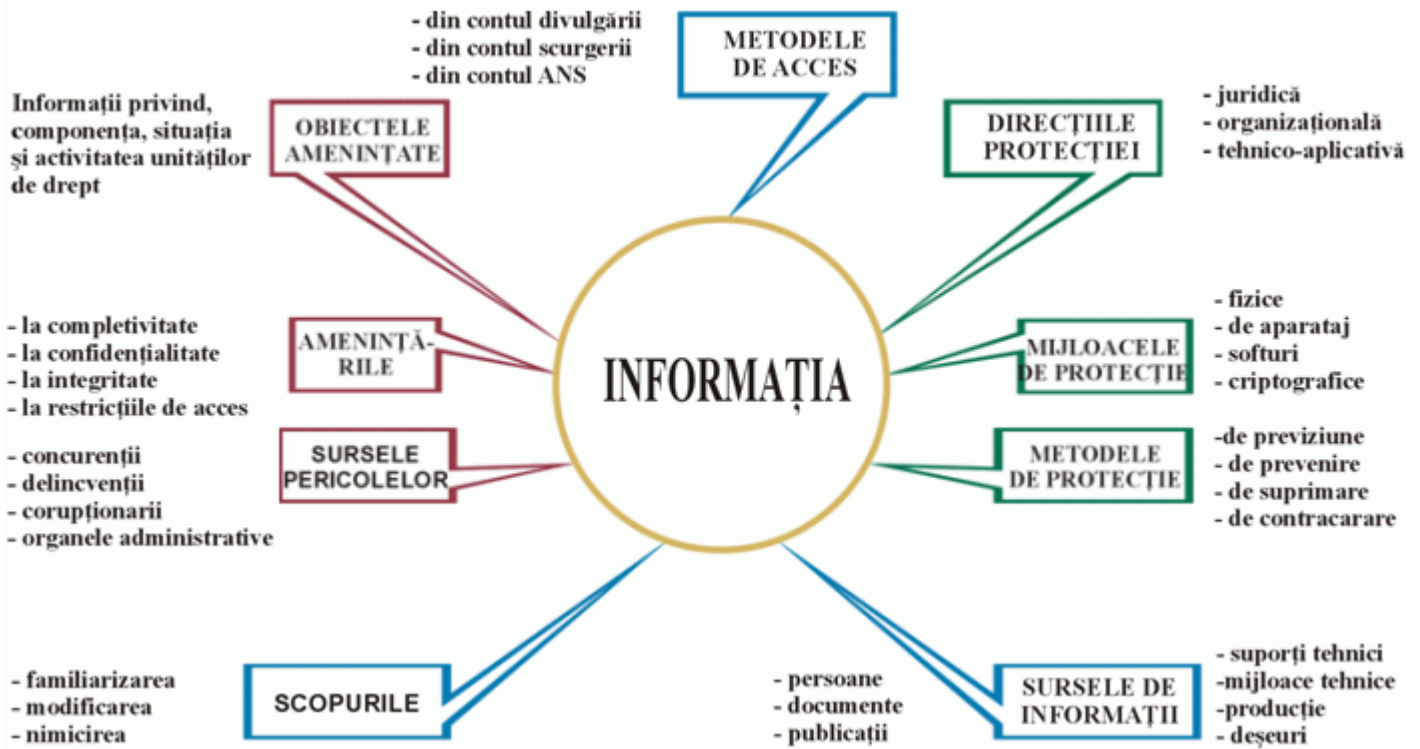 - din contul divulgării
- din contul scurgerii
- din contul ANS
METODELE
DE ACCES
Informații privind,
componența, situația
și activitatea unităților
de drept
OBIECTELE
AMENINȚATE
DIRECȚIILE
PROTECȚIEI
- juridică
- organizațională
- tehnico-aplicativă
- la completivitate
- la confidențialitate
- la integritate
- la restricțiile de acces
AMENINȚĂ-
RILE
INFORMAȚIA
MIJLOACELE
DE PROTECȚIE
- fizice
- de aparataj
- softuri
- criptografice
- concurenții
- delincvenții
- corupționarii
- organele administrative
SURSELE
PERICOLELOR
METODELE
DE PROTECȚIE
-de previziune
- de prevenire
- de suprimare
- de contracarare
- familiarizarea
- modificarea
- nimicirea
SCOPURILE
- persoane
- documente
- publicații
SURSELE DE
INFORMAȚII
- suporți tehnici
-mijloace tehnice
-producție
- deșeuri